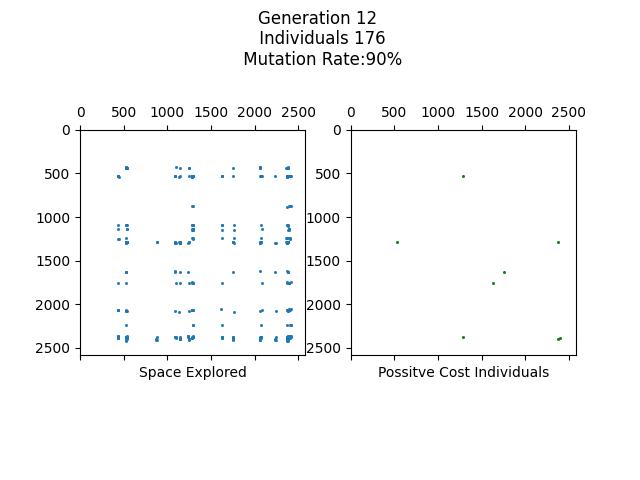 Generation 12
Individuals 176
Mutation Rate:90%
0 500 1000 1500 2000 2500
0 500 1000 1500 2000 2500
0
500
1000
1500
2000
2500
0
500
1000
1500
2000
2500
Space Explored
Possitve Cost Individuals